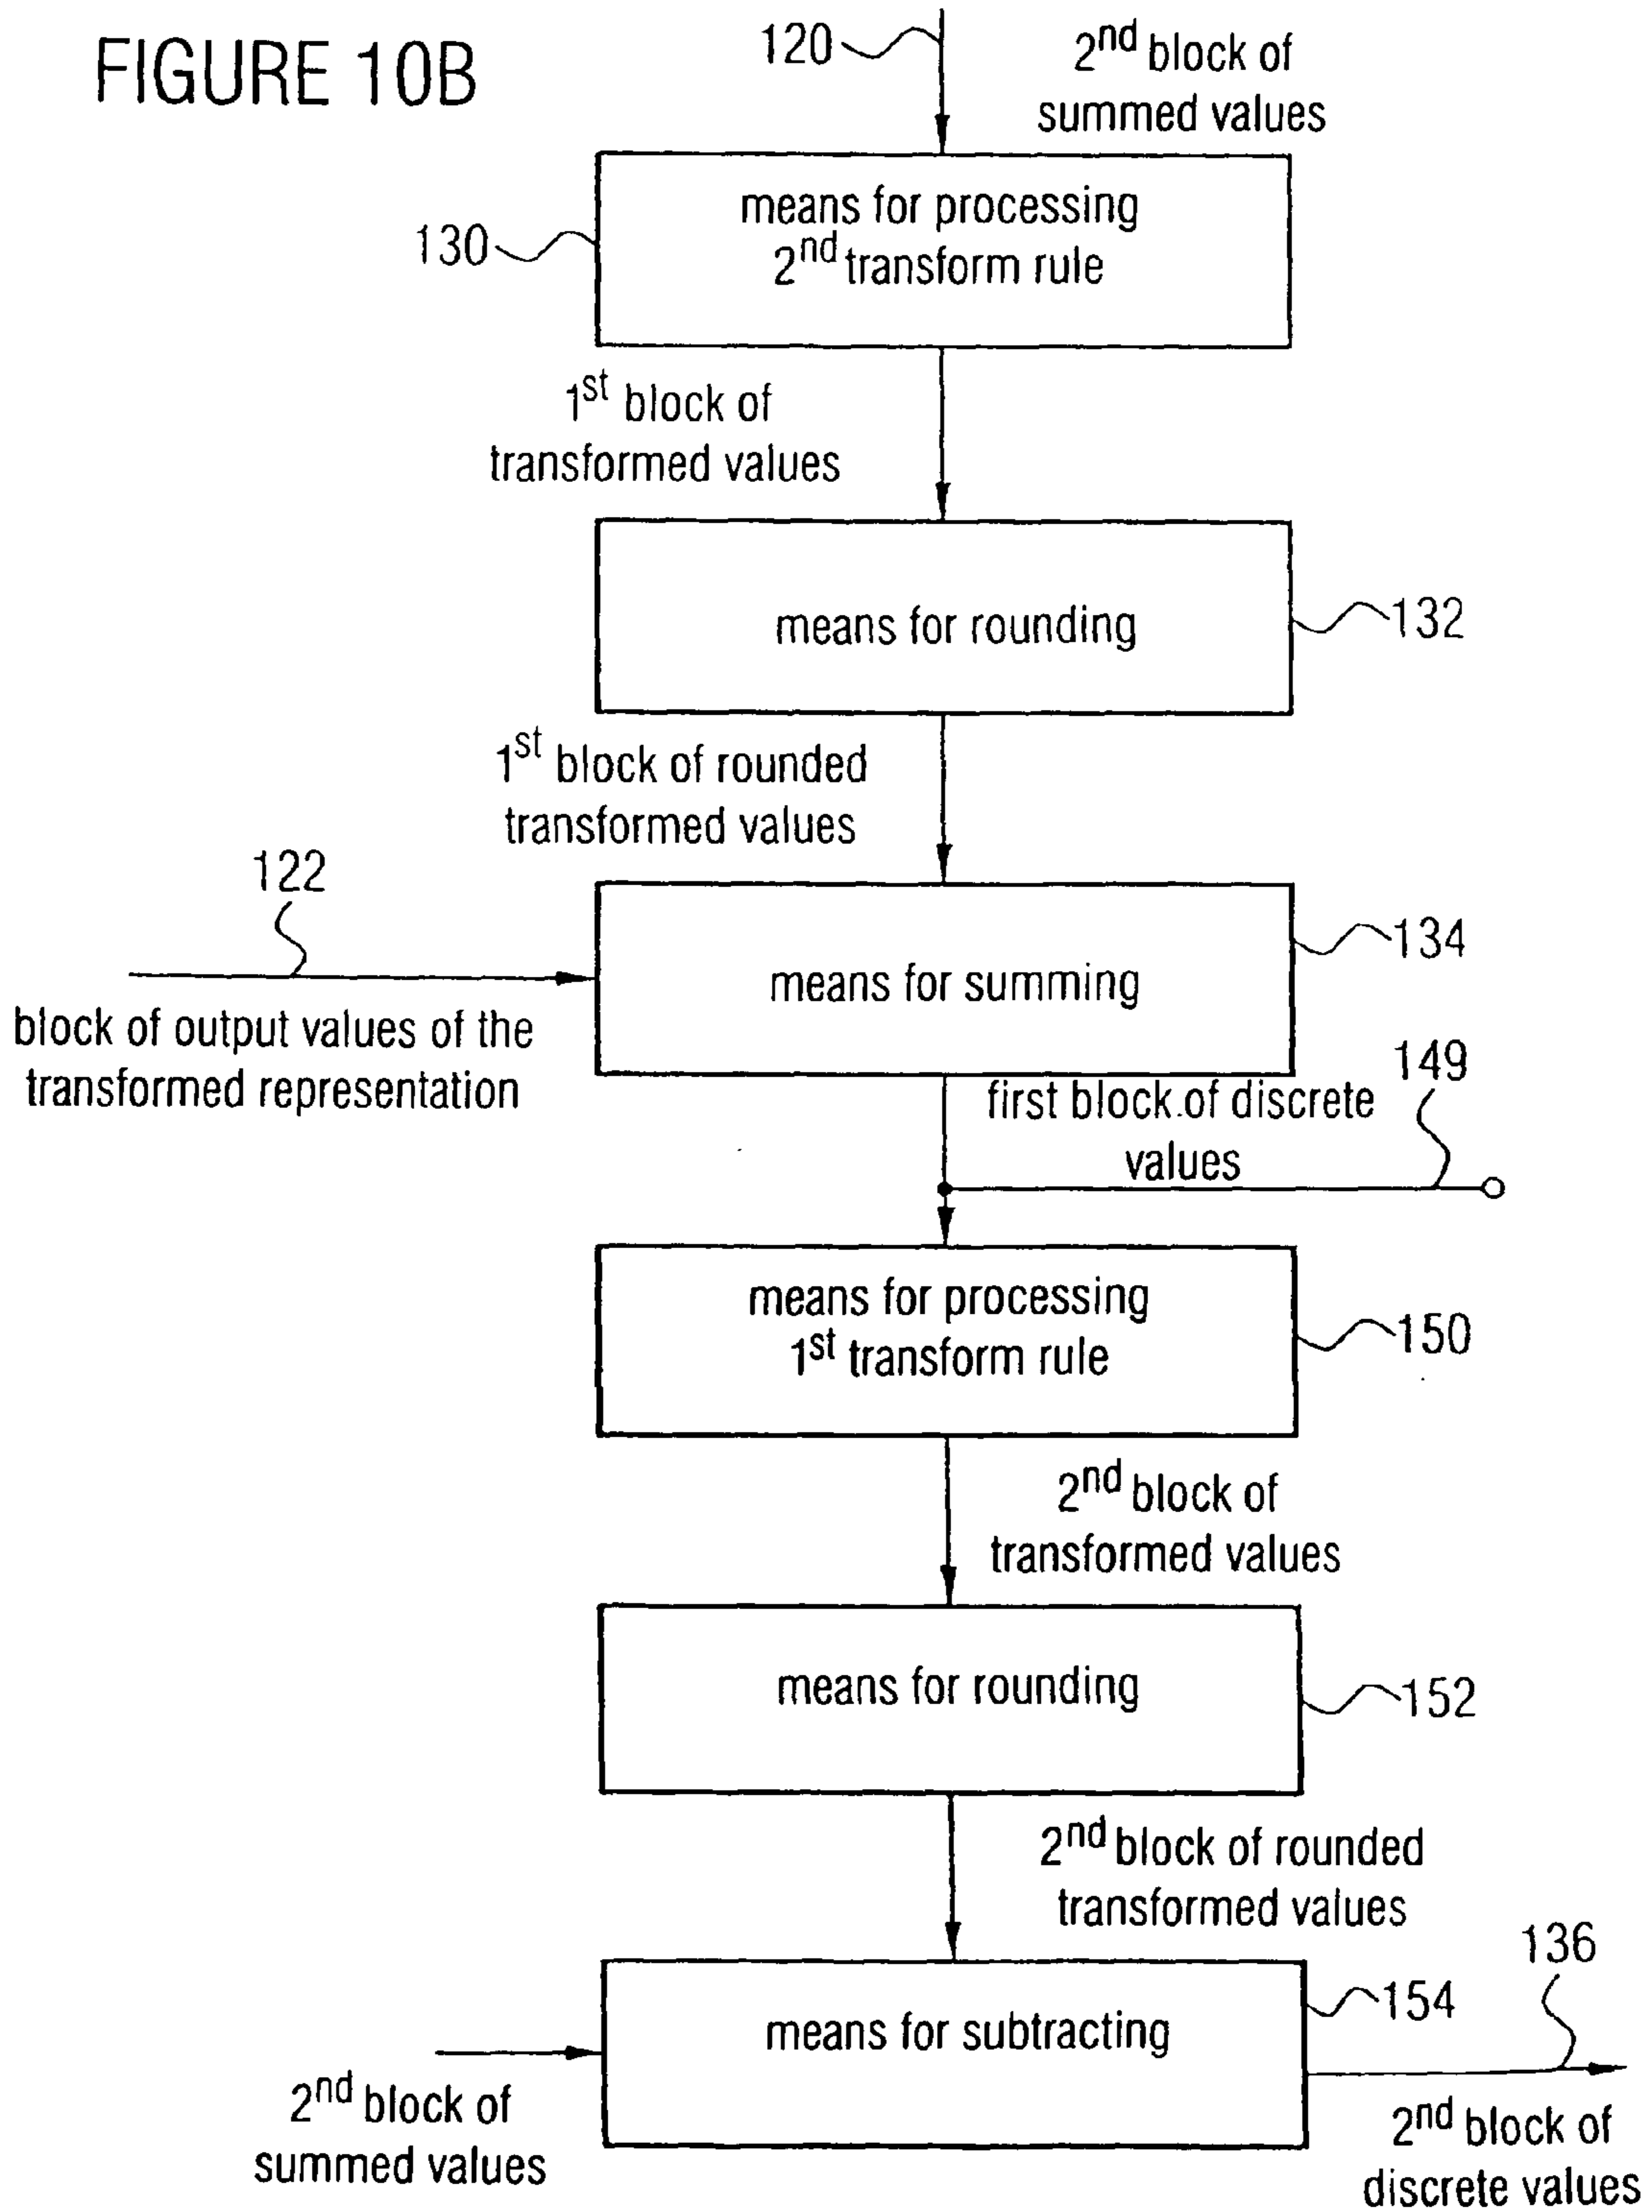 FIGURE 10B
120
2nd block of
summed values
means for processing
2nd transform rule
130
1st block of
transformed values
means for rounding
132
1st block of rounded
transformed values
122
means for summing
134
block of output values of the
transformed representation
149
first block of discrete
values
means for processing
1st transform rule
150
2nd block of
transformed values
means for rounding
152
2nd block of rounded
transformed values
136
means for subtracting
154
2nd block of
summed values
2nd block of
discrete values